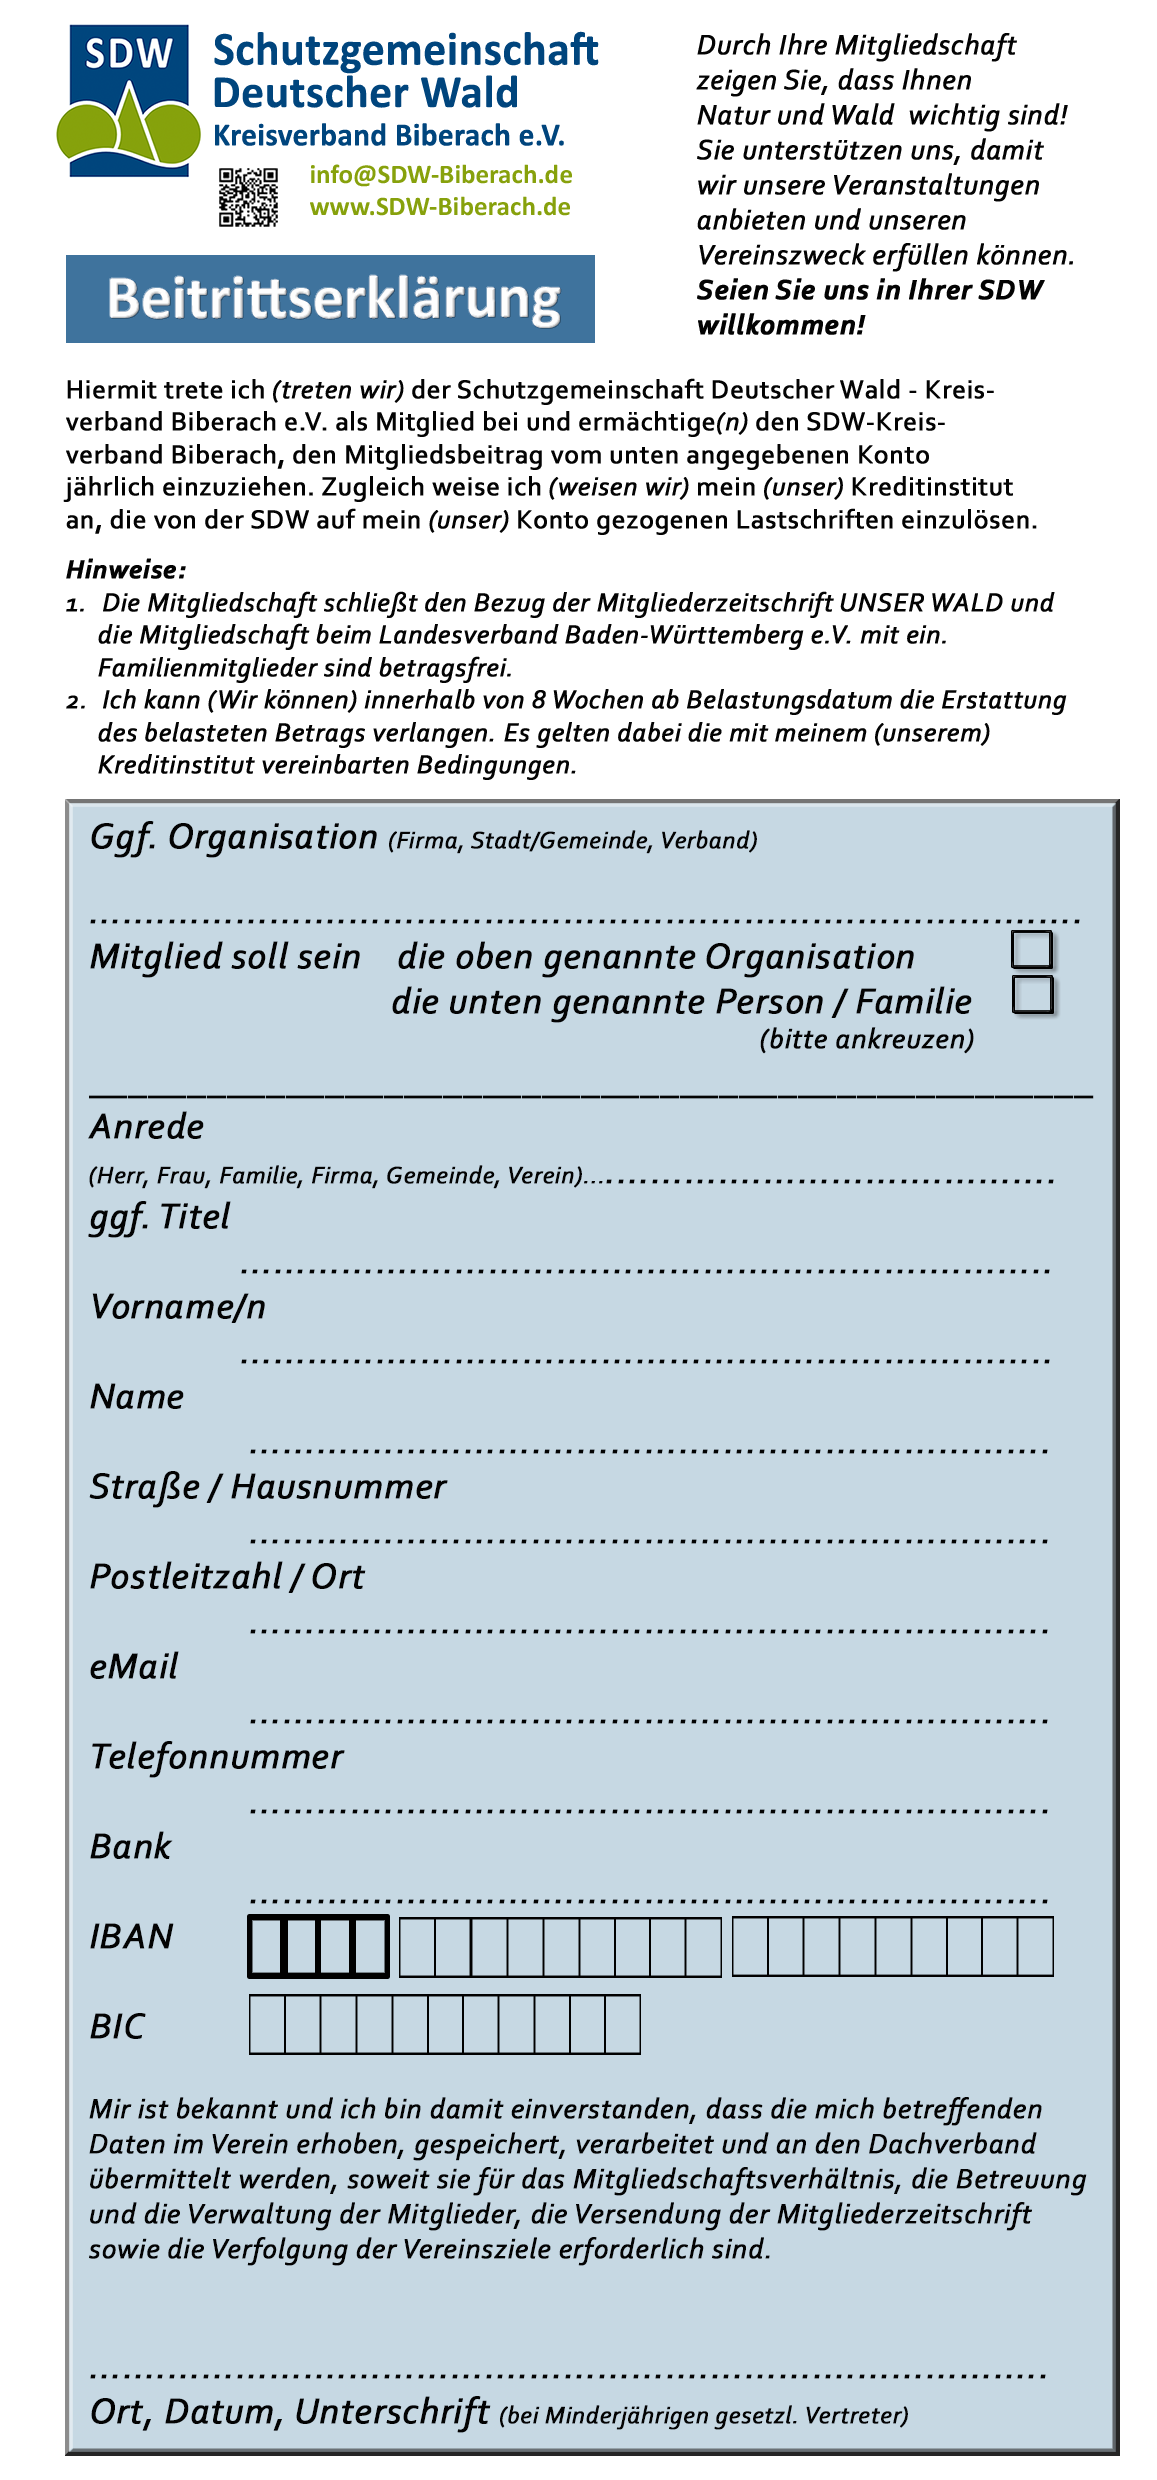 SDW
Schutzgemeinschaft
Deutscher Wald
Kreisverband Biberach e.V.
info@SDW-Biberach.de
www.SDW-Biberach.de
Beitrittserklärung
Durch Ihre Mitgliedschaft
zeigen Sie, dass Ihnen
Natur und Wald  wichtig sind!
Sie unterstützen uns, damit
wir unsere Veranstaltungen
anbieten und unseren
Vereinszweck erfüllen können.
Seien Sie uns in Ihrer SDW
willkommen!
Hiermit trete ich (treten wir) der Schutzgemeinschaft Deutscher Wald - Kreis-
verband Biberach e.V. als Mitglied bei und ermächtige(n) den SDW-Kreis-
verband Biberach, den Mitgliedsbeitrag vom unten angegebenen Konto
jährlich einzuziehen. Zugleich weise ich (weisen wir) mein (unser) Kreditinstitut
an, die von der SDW auf mein (unser) Konto gezogenen Lastschriften einzulösen.
Hinweise:
1. Die Mitgliedschaft schließt den Bezug der Mitgliederzeitschrift UNSER WALD und
die Mitgliedschaft beim Landesverband Baden-Württemberg e.V. mit ein.
Familienmitglieder sind betragsfrei.
2. Ich kann (Wir können) innerhalb von 8 Wochen ab Belastungsdatum die Erstattung
des belasteten Betrags verlangen. Es gelten dabei die mit meinem (unserem)
Kreditinstitut vereinbarten Bedingungen.
Ggf. Organisation (Firma, Stadt/Gemeinde, Verband)
Mitglied soll sein die oben genannte Organisation
die unten genannte Person / Familie
(bitte ankreuzen)
Anrede
(Herr, Frau, Familie, Firma, Gemeinde, Verein)
ggf. Titel
Vorname/n
Name
Straße / Hausnummer
Postleitzahl / Ort
eMail
Telefonnummer
Bank
IBAN
BIC
Mir ist bekannt und ich bin damit einverstanden, dass die mich betreffenden
Daten im Verein erhoben, gespeichert, verarbeitet und an den Dachverband
übermittelt werden, soweit sie für das Mitgliedschaftsverhältnis, die Betreuung
und die Verwaltung der Mitglieder, die Versendung der Mitgliederzeitschrift
sowie die Verfolgung der Vereinsziele erforderlich sind.
Ort, Datum, Unterschrift (bei Minderjährigen gesetzl. Vertreter)